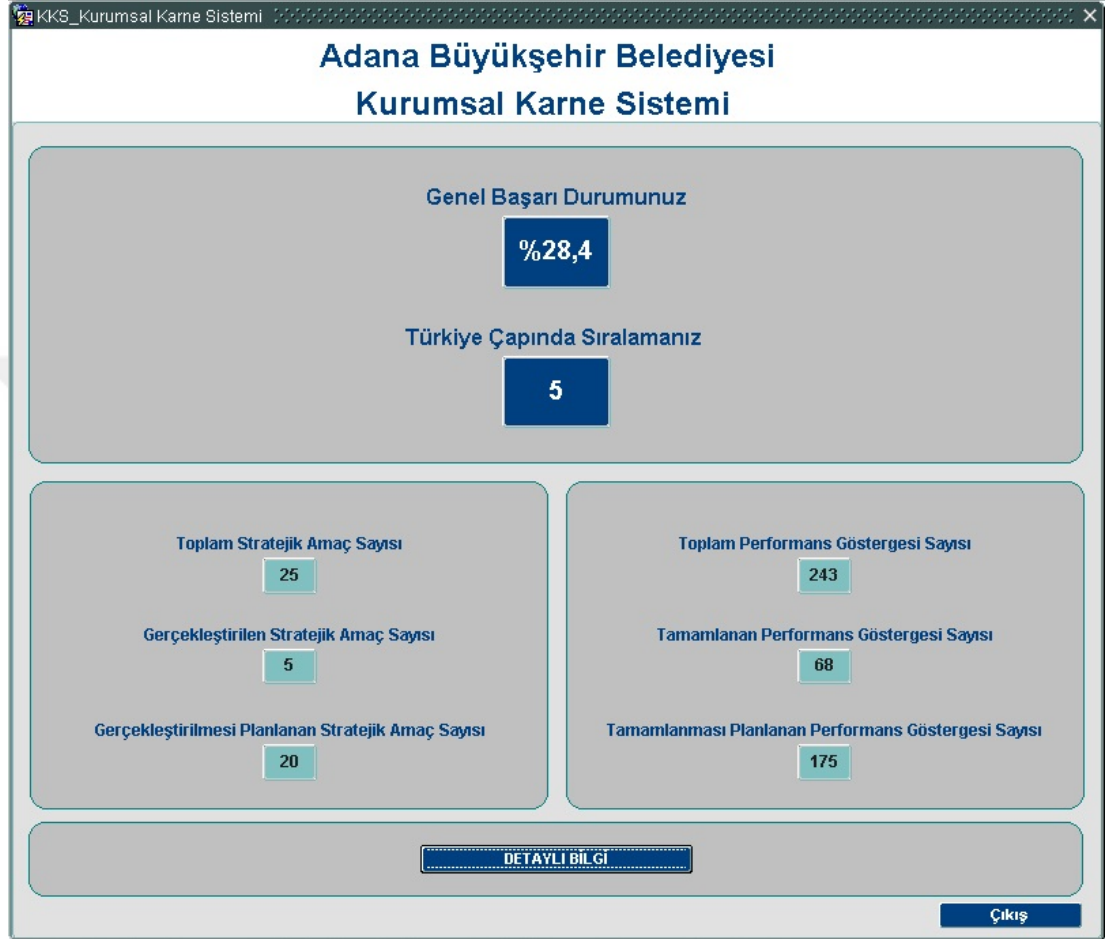 KKS_Kurumsal Karne Sistemi
Adana Büyükşehir Belediyesi
Kurumsal Karne Sistemi
Genel Başarı Durumunuz
%28,4
Türkiye Çapında Sıralamanız
5
Toplam Stratejik Amaç Sayısı
25
Gerçekleştirilen Stratejik Amaç Sayısı
5
Gerçekleştirilmesi Planlanan Stratejik Amaç Sayısı
20
Toplam Performans Göstergesi Sayısı
243
Tamamlanan Performans Göstergesi Sayısı
68
Tamamlanması Planlanan Performans Göstergesi Sayısı
175
DETAYLI BİLGİ
Çıkış